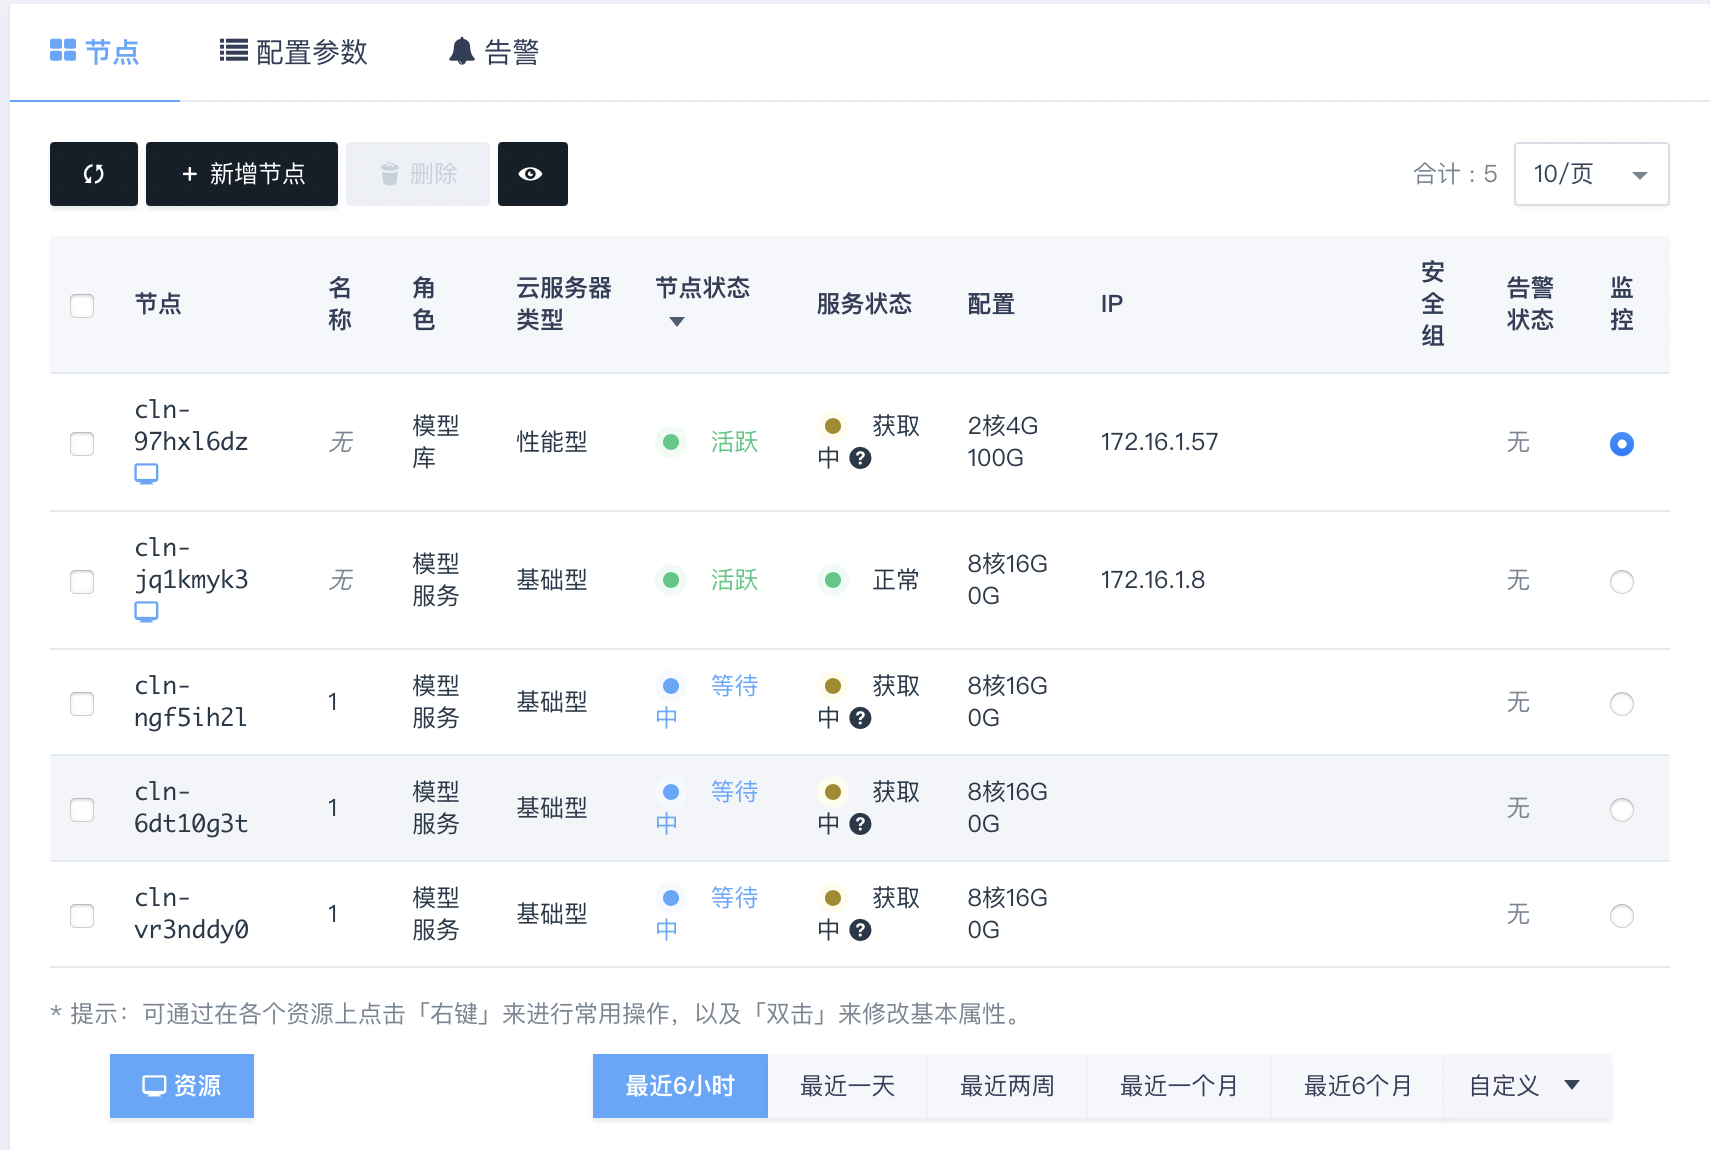 节点 配置参数 告警
+ 新增节点 删除 合计：5 10/页
节点 名称 角色 云服务器类型 节点状态 服务状态 配置 IP 安全组 告警状态 监控
cln-97hxl6dz 无 模型库 性能型 活跃 获取中 ? 2核4G 100G 172.16.1.57 无
cln-jq1kmyk3 无 模型服务 基础型 活跃 正常 8核16G 0G 172.16.1.8 无
cln-ngf5ih2l 1 模型服务 基础型 等待中 获取中 ? 8核16G 0G 无
cln-6dt10g3t 1 模型服务 基础型 等待中 获取中 ? 8核16G 0G 无
cln-vr3nddy0 1 模型服务 基础型 等待中 获取中 ? 8核16G 0G 无
* 提示：可通过在各个资源上点击「右键」来进行常用操作，以及「双击」来修改基本属性。
资源 最近6小时 最近一天 最近两周 最近一个月 最近6个月 自定义